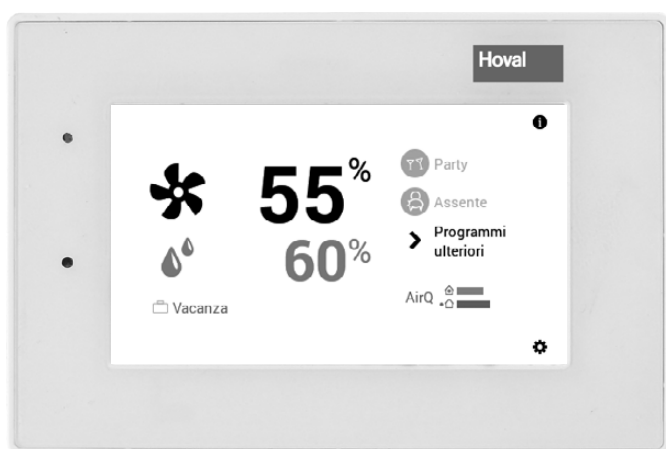 Hoval
55%
60%
Party
Assente
Programmi
ulteriori
Vacanza
AirQ